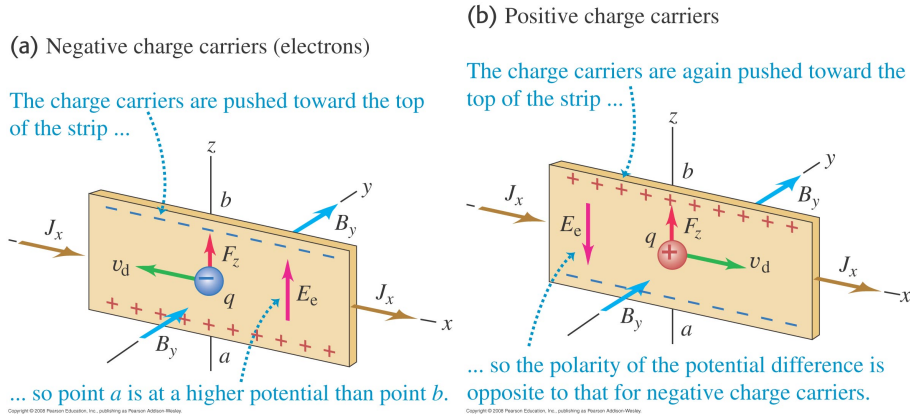 (a) Negative charge carriers (electrons)
The charge carriers are pushed toward the top
of the strip ...
z
b
y
B_y
J_x
F_z
v_d
–
q
E_e
J_x
x
B_y
a
... so point a is at a higher potential than point b.
Copyright © 2008 Pearson Education, Inc., publishing as Pearson Addison-Wesley.
(b) Positive charge carriers
The charge carriers are again pushed toward the
top of the strip ...
z
b
y
B_y
J_x
E_e
q
F_z
+
v_d
J_x
x
B_y
a
... so the polarity of the potential difference is
opposite to that for negative charge carriers.
Copyright © 2008 Pearson Education, Inc., publishing as Pearson Addison-Wesley.